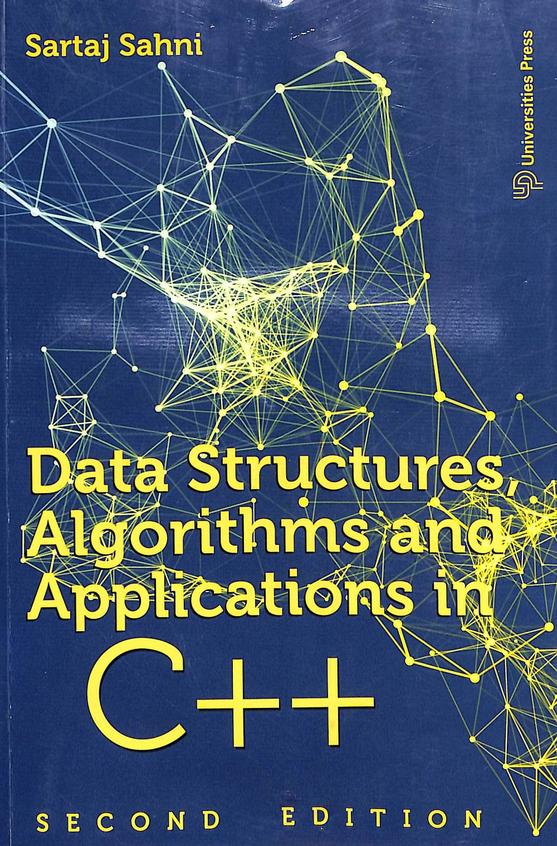 Sartaj Sahni
Universities Press
Data Structures,
Algorithms and
Applications in
C++
SECOND EDITION